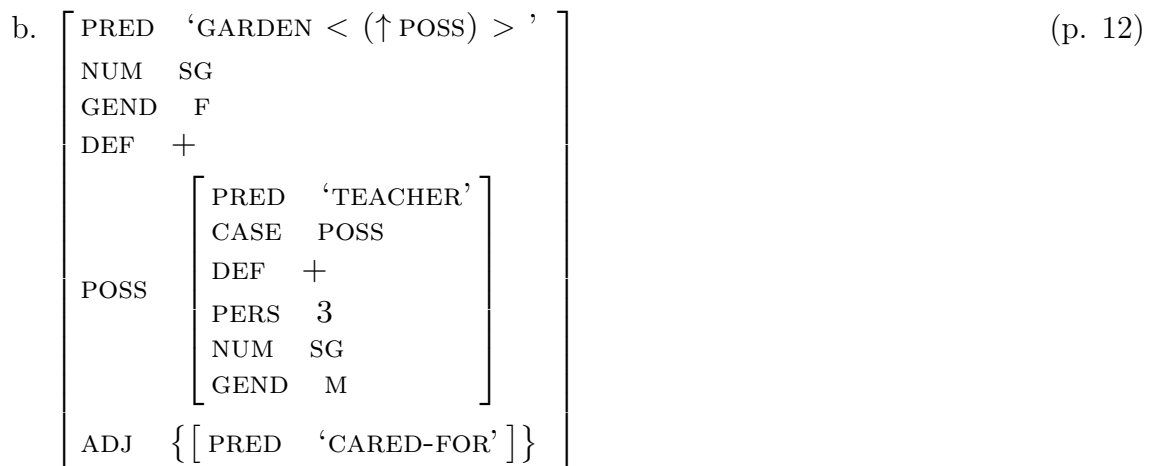 b. PRED ‘GARDEN < (↑ POSS) > ’ (p. 12)
NUM SG
GEND F
DEF +
PRED ‘TEACHER’
CASE POSS
DEF +
POSS
PERS 3
NUM SG
GEND M
ADJ {[ PRED ‘CARED-FOR’ ]}